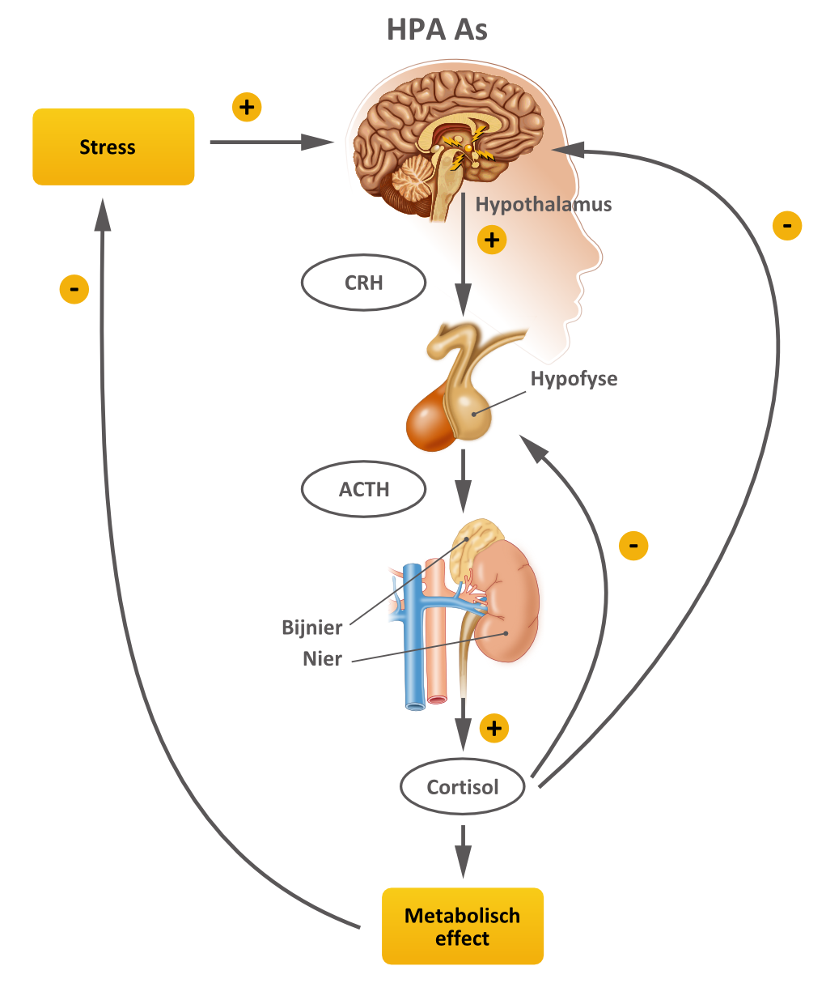 HPA As
+
Stress
Hypothalamus
-
+
CRH
-
Hypofyse
ACTH
-
Bijnier
Nier
+
Cortisol
Metabolisch
effect